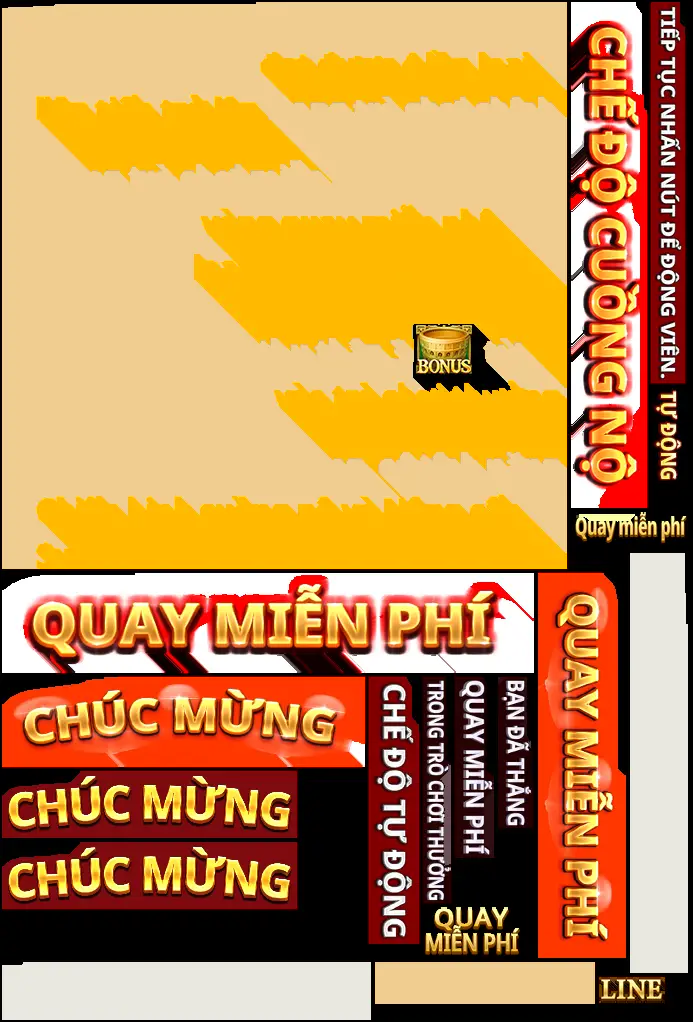 BONUS
CHẾ ĐỘ CUỒNG NỘ
TIẾP TỤC NHẤN NÚT ĐỂ ĐỘNG VIÊN.
TỰ ĐỘNG
Quay miễn phí
QUAY MIỄN PHÍ
QUAY MIỄN PHÍ
CHÚC MỪNG
CHÚC MỪNG
CHÚC MỪNG
CHẾ ĐỘ TỰ ĐỘNG
TRONG TRÒ CHƠI THƯỞNG
QUAY MIỄN PHÍ
BẠN ĐÃ THẮNG
QUAY
MIỄN PHÍ
LINE